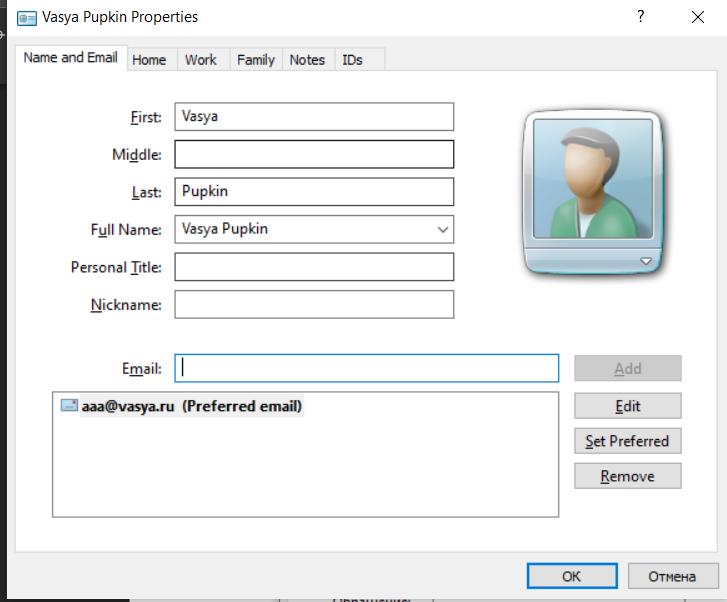 Vasya Pupkin Properties
?
Name and Email Home Work Family Notes IDs
First: Vasya
Middle:
Last: Pupkin
Full Name: Vasya Pupkin
Personal Title:
Nickname:
Email: Add
aaa@vasya.ru (Preferred email)
Edit
Set Preferred
Remove
OK Отмена